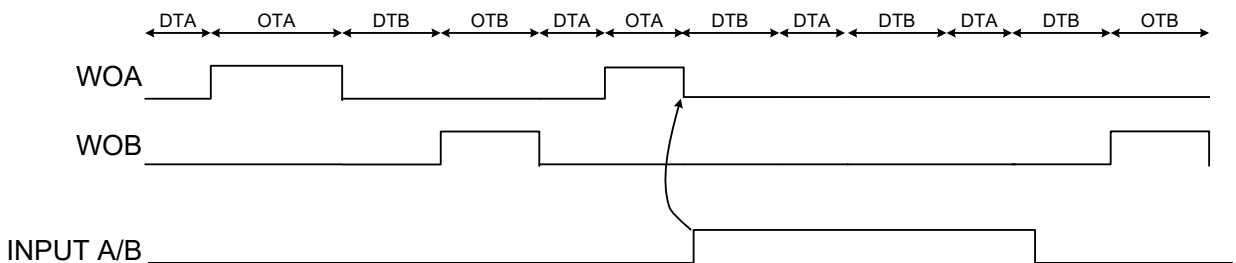 DTA OTA DTB OTB DTA OTA DTB DTA DTB DTA DTB OTB
WOA
WOB
INPUT A/B